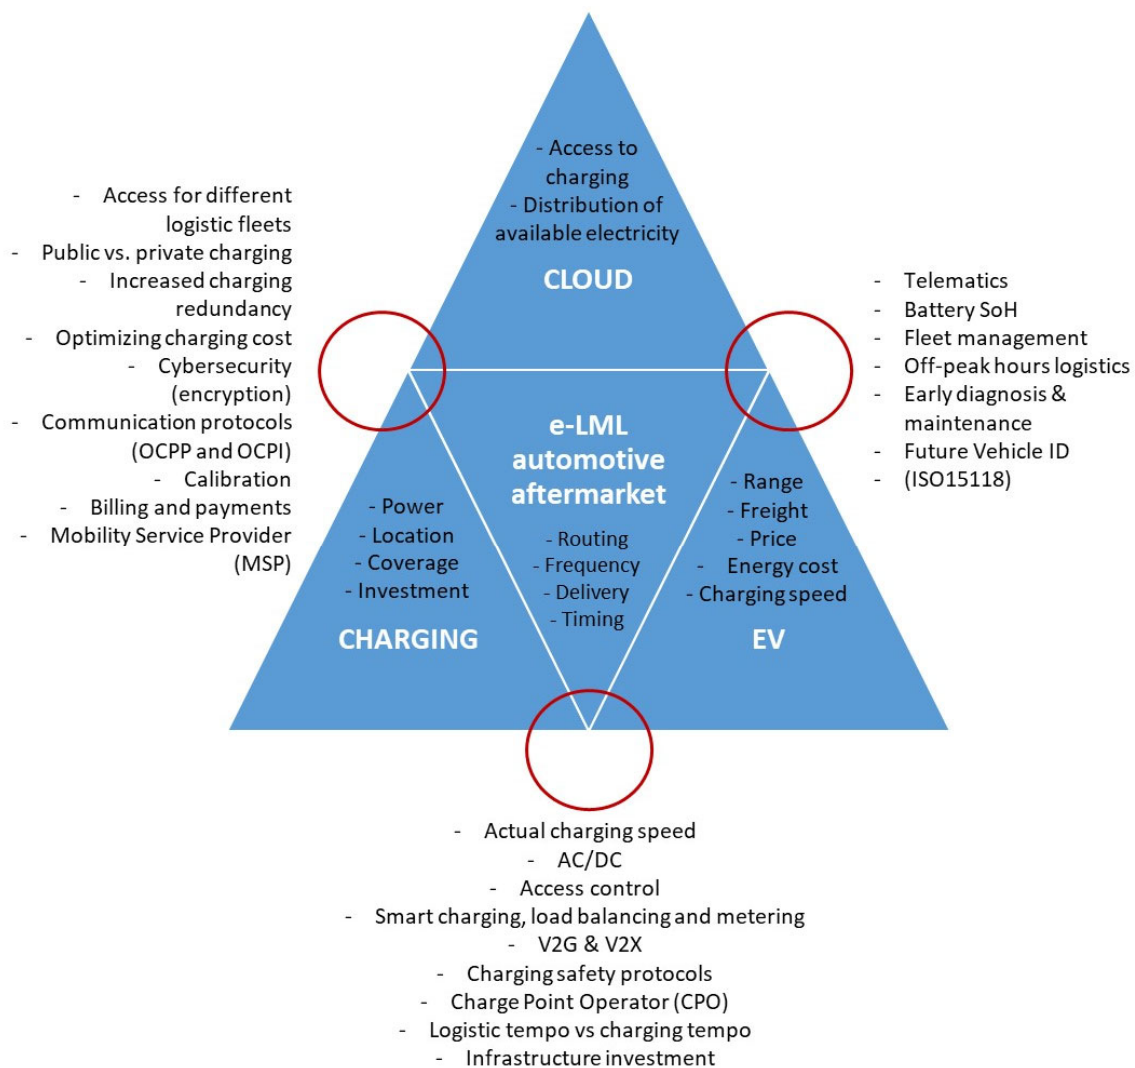 - Access to
charging
- Distribution of
available electricity
CLOUD
- Access for different
logistic fleets
- Public vs. private charging
- Increased charging
redundancy
- Optimizing charging cost
- Cybersecurity
(encryption)
- Communication protocols
(OCPP and OCPI)
- Calibration
- Billing and payments
- Mobility Service Provider
(MSP)
- Telematics
- Battery SoH
- Fleet management
- Off-peak hours logistics
- Early diagnosis &
maintenance
- Future Vehicle ID
- (ISO15118)
e-LML
automotive
aftermarket
- Routing
- Frequency
- Delivery
- Timing
- Power
- Location
- Coverage
- Investment
CHARGING
- Range
- Freight
- Price
- Energy cost
- Charging speed
EV
- Actual charging speed
- AC/DC
- Access control
- Smart charging, load balancing and metering
- V2G & V2X
- Charging safety protocols
- Charge Point Operator (CPO)
- Logistic tempo vs charging tempo
- Infrastructure investment